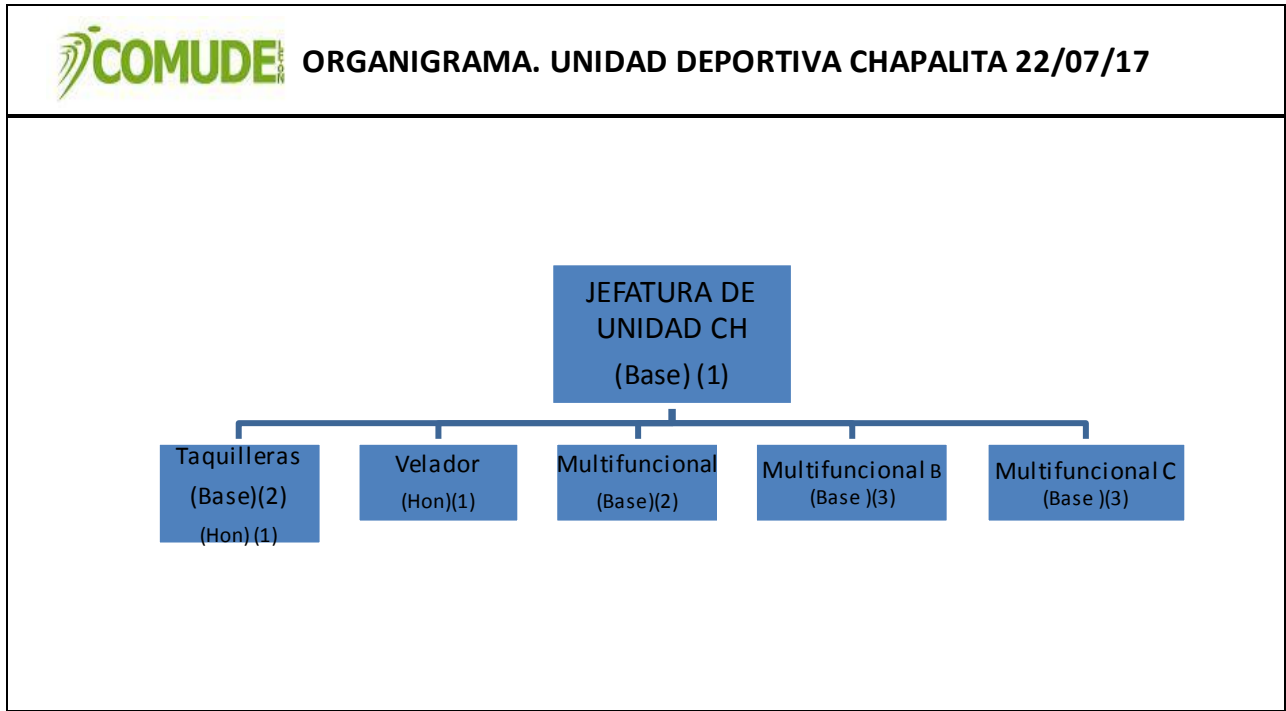 COMUDE LEON
ORGANIGRAMA. UNIDAD DEPORTIVA CHAPALITA 22/07/17
JEFATURA DE
UNIDAD CH
(Base) (1)
Taquilleras
(Base)(2)
(Hon) (1)
Velador
(Hon)(1)
Multifuncional
(Base)(2)
Multifuncional B
(Base )(3)
Multifuncional C
(Base )(3)